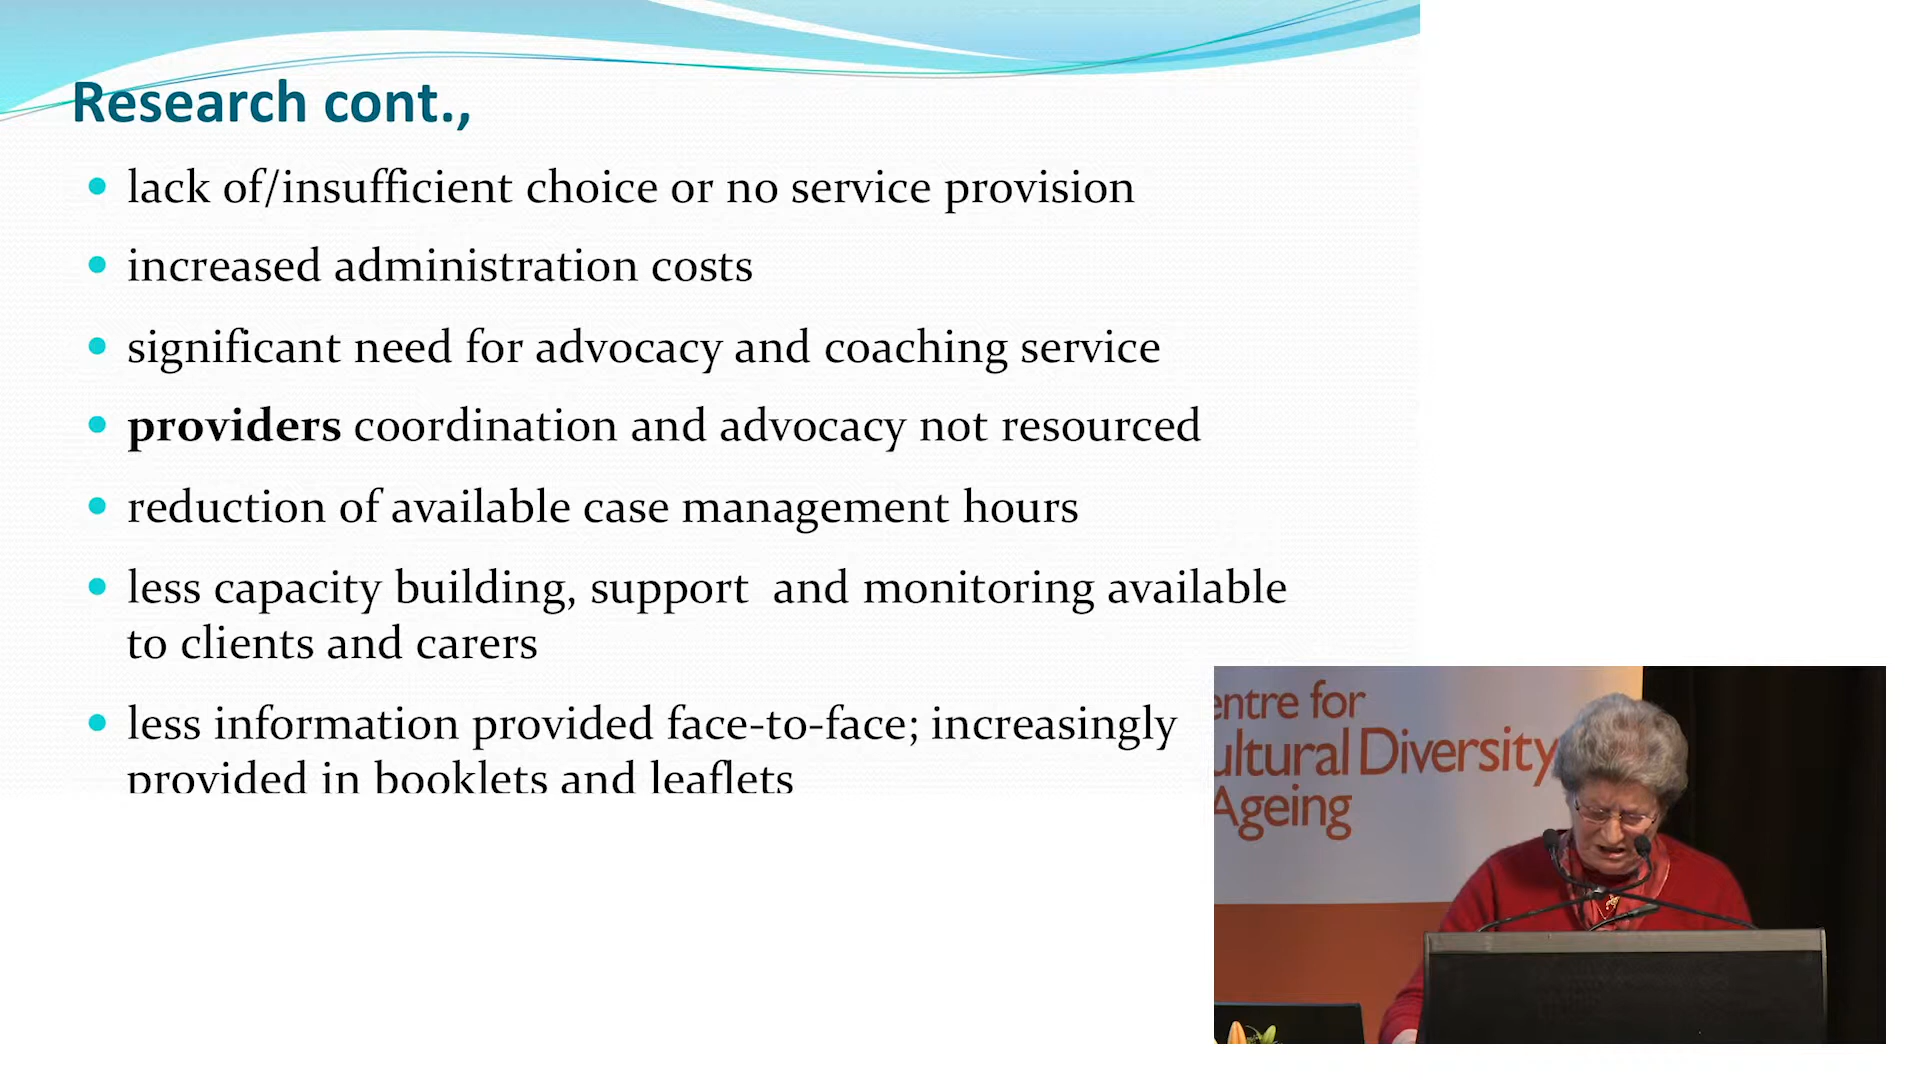 Research cont.,
lack of/insufficient choice or no service provision
increased administration costs
significant need for advocacy and coaching service
providers coordination and advocacy not resourced
reduction of available case management hours
less capacity building, support  and monitoring available
to clients and carers
less information provided face-to-face; increasingly
provided in booklets and leaflets
entre for
ultural Diversity
Ageing